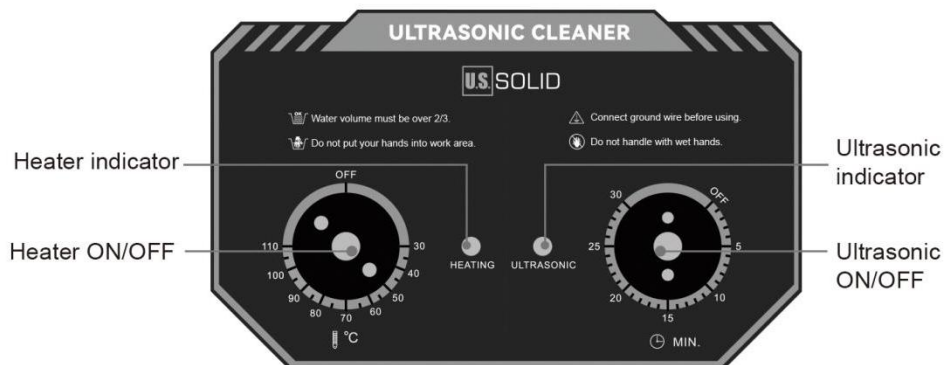 ULTRASONIC CLEANER
U.S. SOLID
Water volume must be over 2/3.
Connect ground wire before using.
Do not put your hands into work area.
Do not handle with wet hands.
Heater indicator
Ultrasonic
indicator
OFF
30
40
50
60
70
80
90
100
110
°C
Heater ON/OFF
HEATING
ULTRASONIC
OFF
5
10
15
20
25
30
MIN.
Ultrasonic
ON/OFF